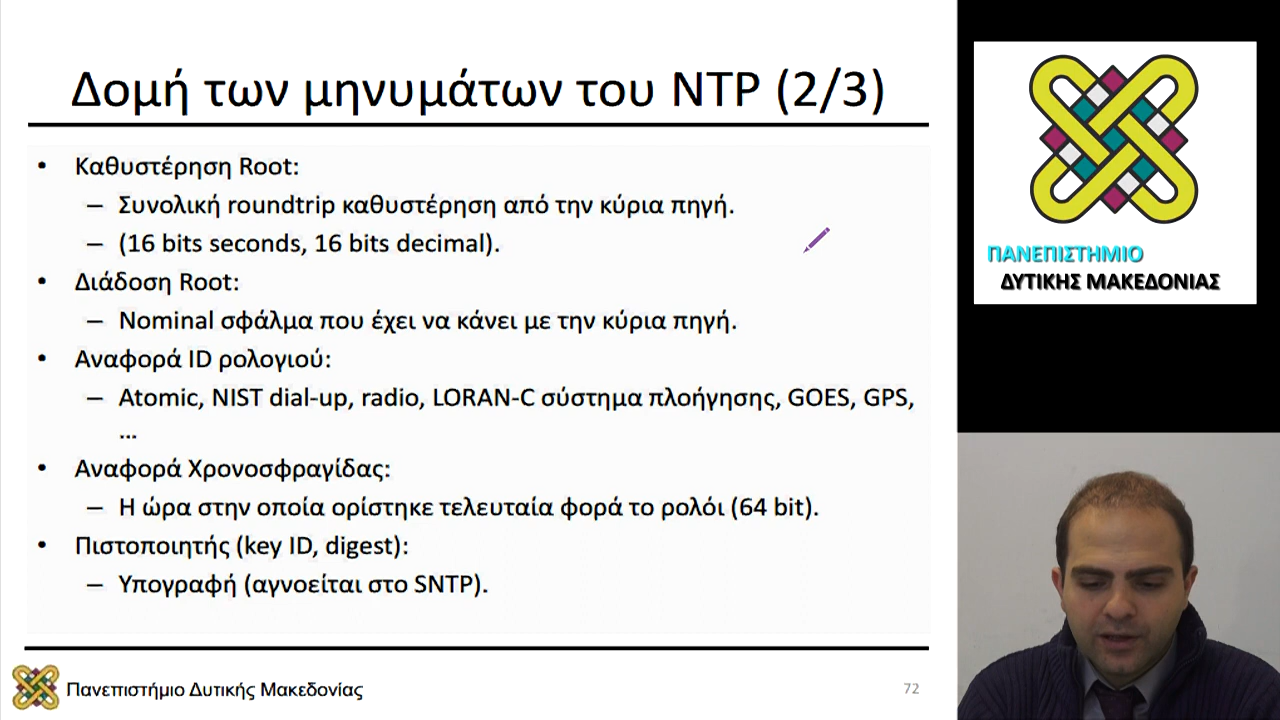 Δομή των μηνυμάτων του NTP (2/3)
• Καθυστέρηση Root:
– Συνολική roundtrip καθυστέρηση από την κύρια πηγή.
– (16 bits seconds, 16 bits decimal).
• Διάδοση Root:
– Nominal σφάλμα που έχει να κάνει με την κύρια πηγή.
• Αναφορά ID ρολογιού:
– Atomic, NIST dial-up, radio, LORAN-C σύστημα πλοήγησης, GOES, GPS,
...
• Αναφορά Χρονοσφραγίδας:
– Η ώρα στην οποία ορίστηκε τελευταία φορά το ρολόι (64 bit).
• Πιστοποιητής (key ID, digest):
– Υπογραφή (αγνοείται στο SNTP).
Πανεπιστήμιο Δυτικής Μακεδονίας
72
ΠΑΝΕΠΙΣΤΗΜΙΟ
ΔΥΤΙΚΗΣ ΜΑΚΕΔΟΝΙΑΣ